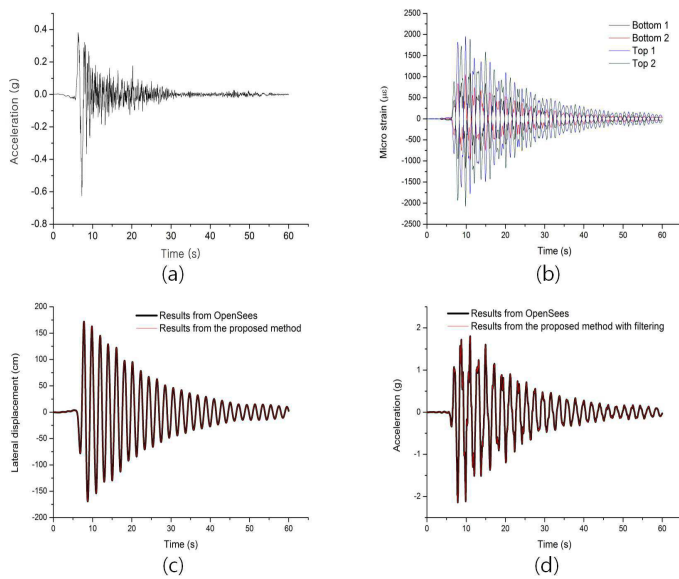 0.4
0.2
0.0
-0.2
-0.4
-0.6
-0.8
Acceleration (g)
0 10 20 30 40 50 60
Time (s)
(a)
2500
2000
1500
1000
500
0
-500
-1000
-1500
-2000
-2500
Micro strain (με)
Bottom 1
Bottom 2
Top 1
Top 2
0 10 20 30 40 50 60
Time (s)
(b)
200
150
100
50
0
-50
-100
-150
-200
Lateral displacement (cm)
Results from OpenSees
Results from the proposed method
0 10 20 30 40 50 60
Time (s)
(c)
2
1
0
-1
-2
Acceleration (g)
Results from OpenSees
Results from the proposed method with filtering
0 10 20 30 40 50 60
Time (s)
(d)